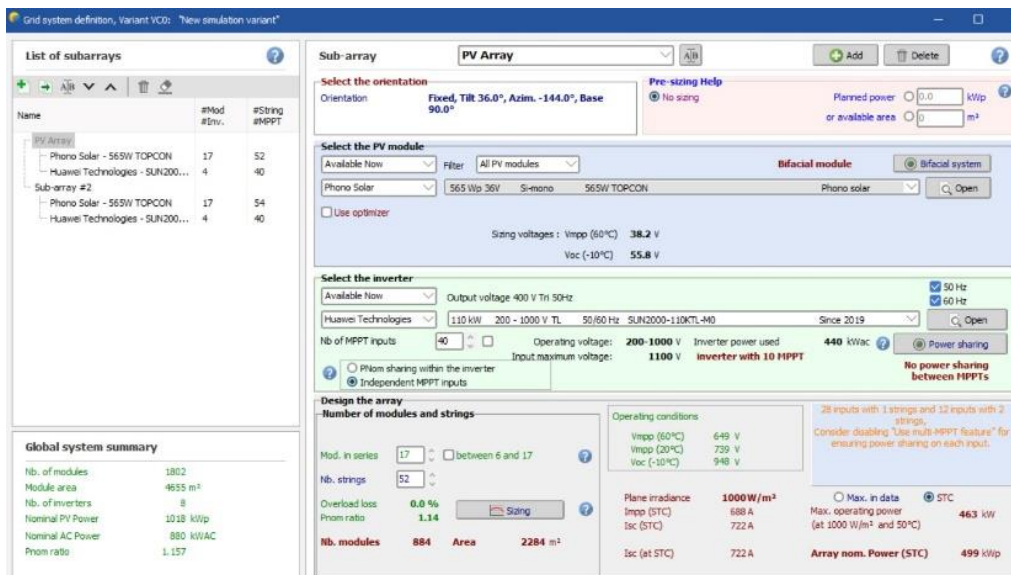 Grid system definition, Variant VC0: "New simulation variant"
List of subarrays
Name #Mod #Inv. #String #MPPT
PV Array
Phono Solar - 565W TOPCON 17 52
Huawei Technologies - SUN200... 4 40
Sub-array #2
Phono Solar - 565W TOPCON 17 54
Huawei Technologies - SUN200... 4 40
Global system summary
Nb. of modules 1802
Module area 4655 m²
Nb. of inverters 8
Nominal PV Power 1018 kWp
Nominal AC Power 880 kWAC
Pnom ratio 1.157
Sub-array PV Array Add Delete
Select the orientation
Orientation Fixed, Tilt 36.0°, Azim. -144.0°, Base
90.0°
Pre-sizing Help
No sizing Planned power 0.0 kWp
or available area 0 m²
Select the PV module
Available Now Filter All PV modules Bifacial module Bifacial system
Phono Solar 565 Wp 36V Si-mono 565W TOPCON Phono solar Open
Use optimizer
Sizing voltages : Vmpp (60°C) 38.2 V
Voc (-10°C) 55.8 V
Select the inverter
50 Hz
Available Now Output voltage 400 V Tri 50Hz 60 Hz
Huawei Technologies 110 kW 200 - 1000 V TL 50/60 Hz SUN2000-110KTL-M0 Since 2019 Open
Nb of MPPT inputs 40 Operating voltage: 200-1000 V Inverter power used 440 kWac Power sharing
Input maximum voltage: 1100 V inverter with 10 MPPT
PNom sharing within the inverter
Independent MPPT inputs
No power sharing
between MPPTs
Design the array
Number of modules and strings
Mod. in series 17 between 6 and 17
Nb. strings 52
Overload loss 0.0 %
Pnom ratio 1.14
Sizing
Nb. modules 884 Area 2284 m²
Operating conditions
Vmpp (60°C) 649 V
Vmpp (20°C) 739 V
Voc (-10°C) 948 V
Plane irradiance 1000 W/m²
Impp (STC) 688 A
Isc (STC) 722 A
Isc (at STC) 722 A
28 inputs with 1 strings and 12 inputs with 2
strings,
Consider disabling "Use multi-MPPT feature" for
ensuring power sharing on each input.
Max. in data STC
Max. operating power 463 kW
(at 1000 W/m² and 50°C)
Array nom. Power (STC) 499 kWp